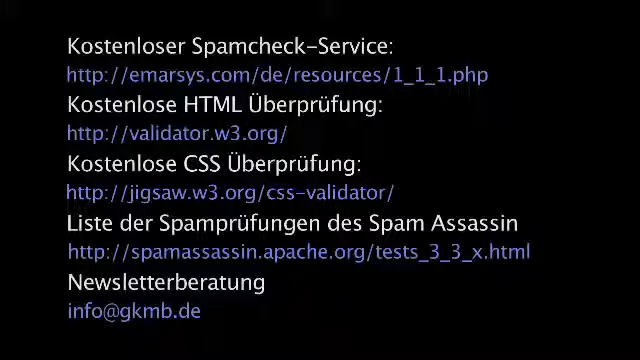 Kostenloser Spamcheck-Service:
http://emarsys.com/de/resources/1_1_1.php
Kostenlose HTML Überprüfung:
http://validator.w3.org/
Kostenlose CSS Überprüfung:
http://jigsaw.w3.org/css-validator/
Liste der Spamprüfungen des Spam Assassin
http://spamassassin.apache.org/tests_3_3_x.html
Newsletterberatung
info@gkmb.de